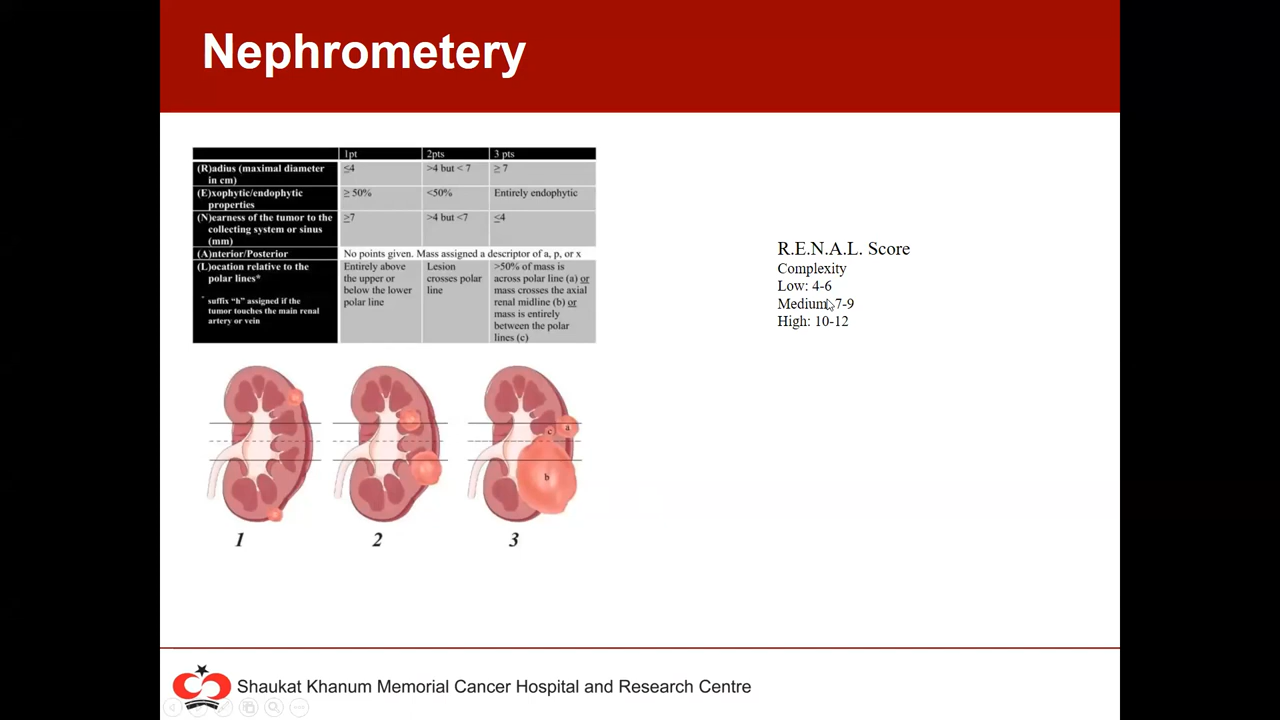 Nephrometery
1pt 2pts 3 pts
(R)adius (maximal diameter in cm) ≤4 >4 but < 7 ≥ 7
(E)xophytic/endophytic properties ≥ 50% <50% Entirely endophytic
(N)earness of the tumor to the collecting system or sinus (mm) ≥7 >4 but <7 ≤4
(A)nterior/Posterior No points given. Mass assigned a descriptor of a, p, or x
(L)ocation relative to the polar lines*
* suffix "h" assigned if the tumor touches the main renal artery or vein
Entirely above the upper or below the lower polar line
Lesion crosses polar line
>50% of mass is across polar line (a) or mass crosses the axial renal midline (b) or mass is entirely between the polar lines (c)
R.E.N.A.L. Score
Complexity
Low: 4-6
Medium: 7-9
High: 10-12
a
c
b
1 2 3
Shaukat Khanum Memorial Cancer Hospital and Research Centre